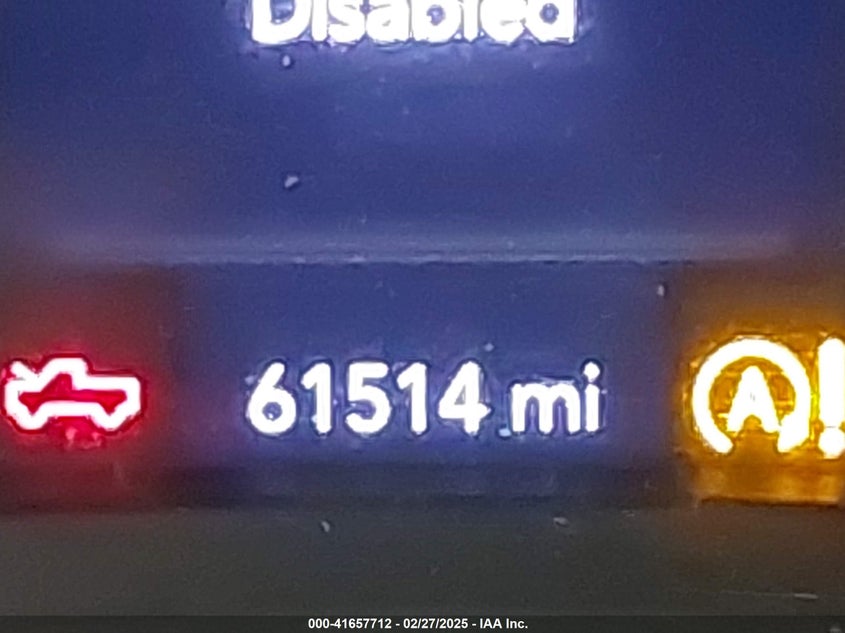 Disabled
61514 mi
A !
000-41657712 - 02/27/2025 - IAA Inc.